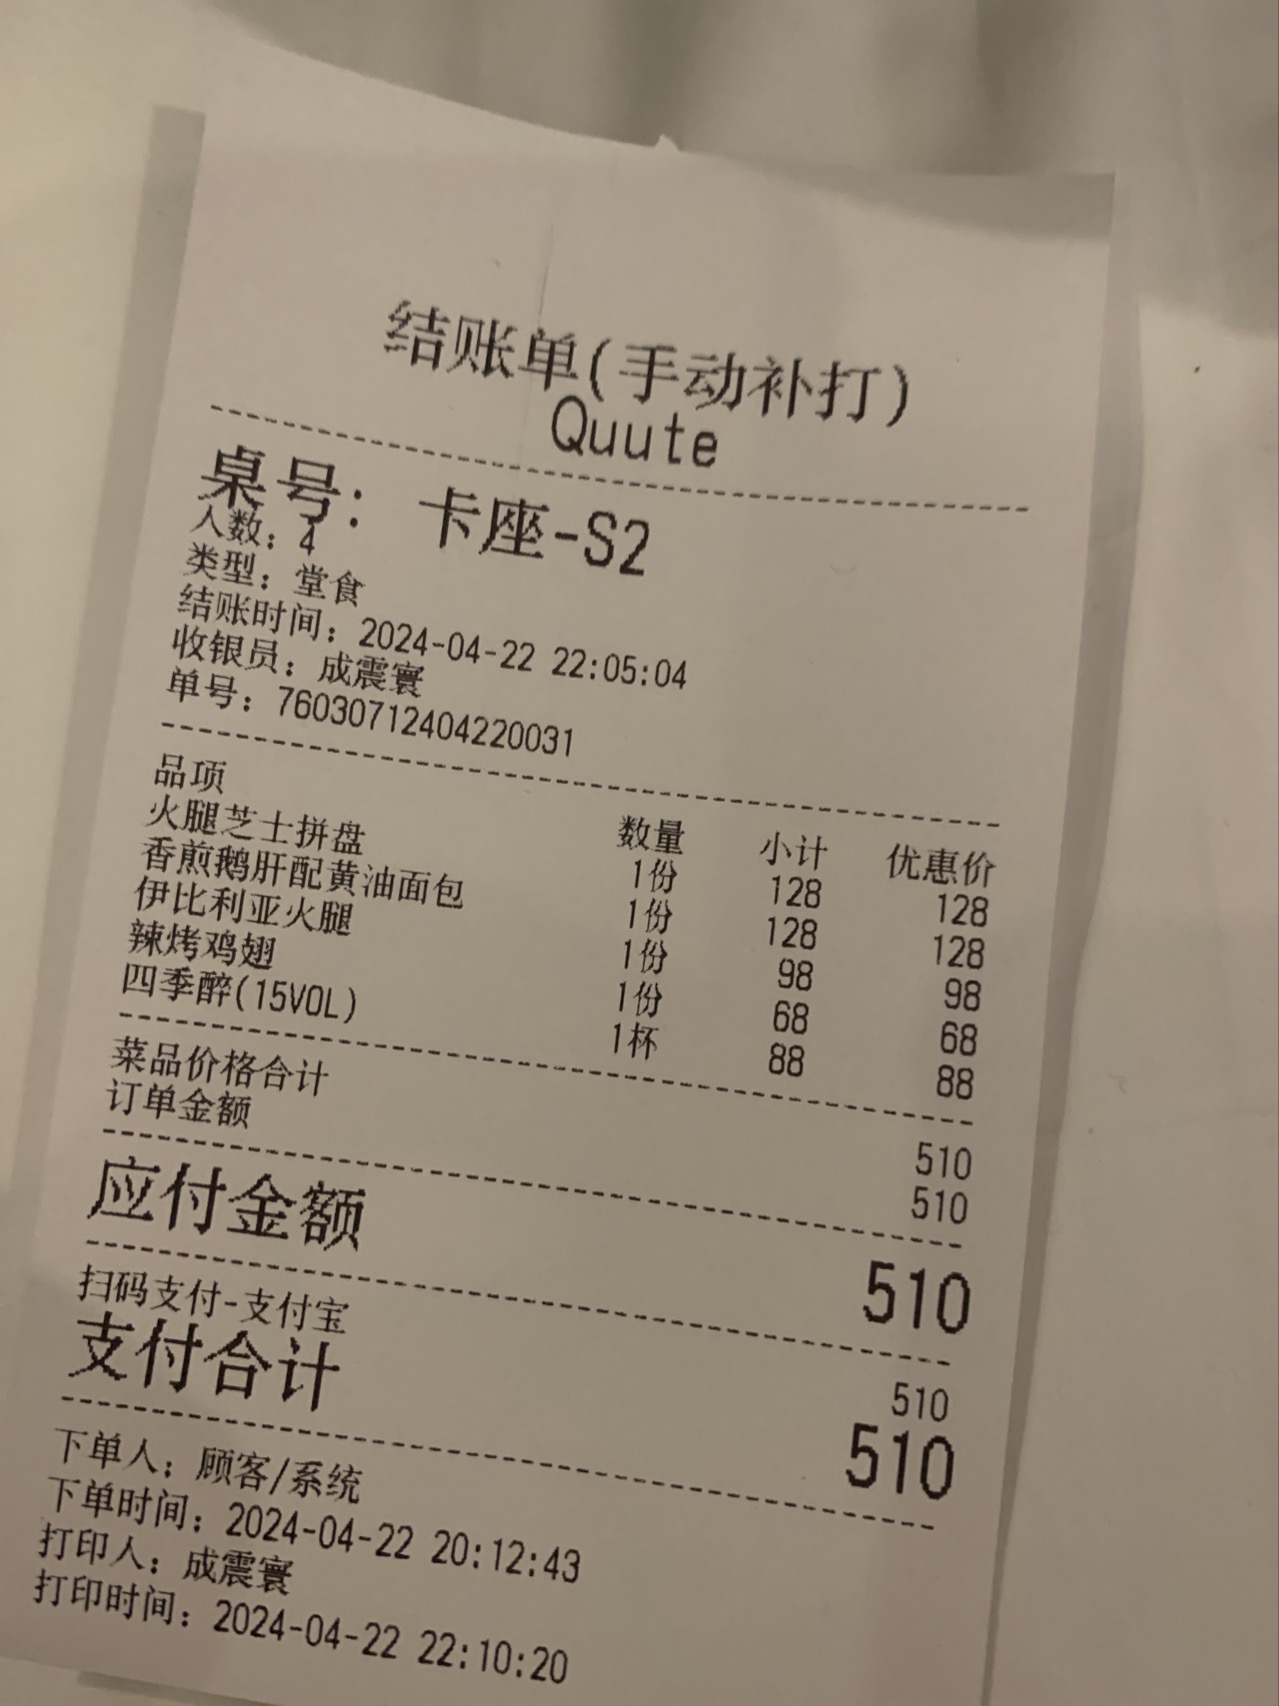 结账单(手动补打)
Quute
桌号: 卡座-S2
人数: 4
类型: 堂食
结账时间: 2024-04-22 22:05:04
收银员: 成震寰
单号: 76030712404220031
品项 数量 小计 优惠价
火腿芝士拼盘 1份 128 128
香煎鹅肝配黄油面包 1份 128 128
伊比利亚火腿 1份 98 98
辣烤鸡翅 1份 68 68
四季醉(15VOL) 1杯 88 88
菜品价格合计 510
订单金额 510
应付金额 510
扫码支付-支付宝 510
支付合计 510
下单人: 顾客/系统
下单时间: 2024-04-22 20:12:43
打印人: 成震寰
打印时间: 2024-04-22 22:10:20